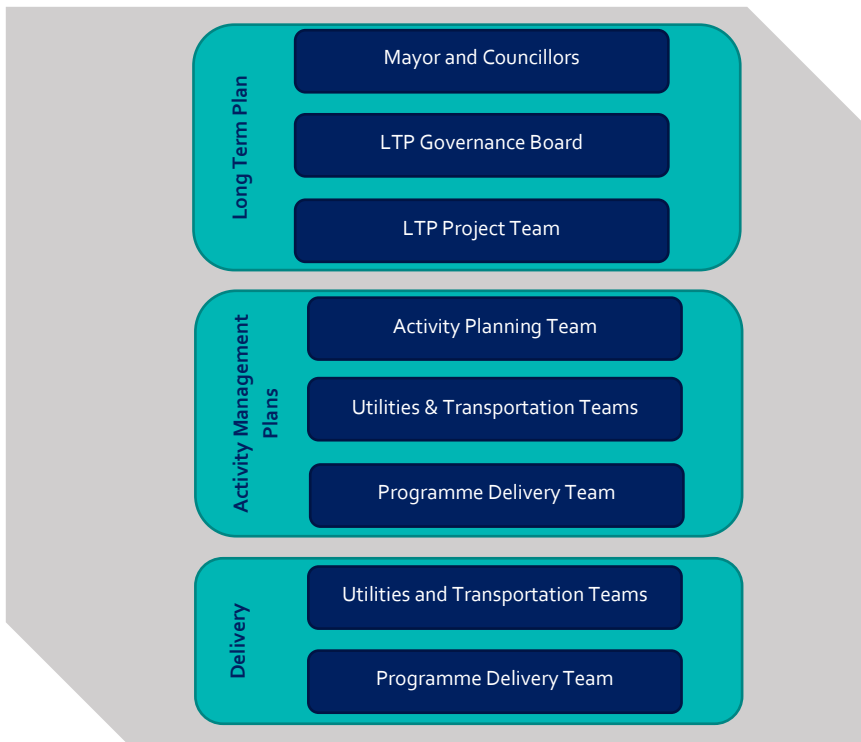 Long Term Plan
Mayor and Councillors
LTP Governance Board
LTP Project Team
Activity Management
Plans
Activity Planning Team
Utilities & Transportation Teams
Programme Delivery Team
Delivery
Utilities and Transportation Teams
Programme Delivery Team